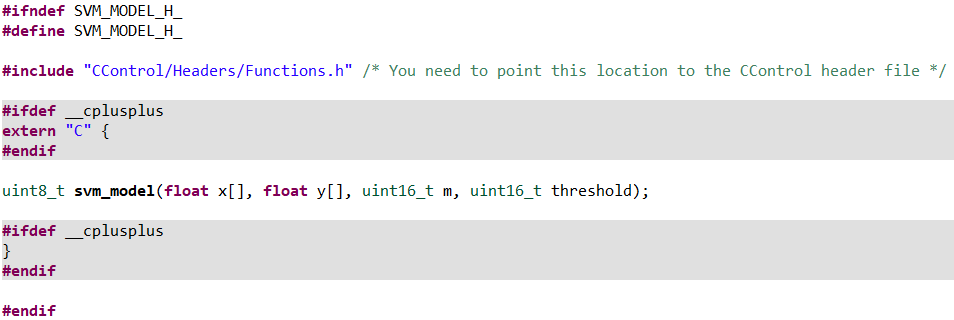 #ifndef SVM_MODEL_H_
#define SVM_MODEL_H_
#include "CControl/Headers/Functions.h" /* You need to point this location to the CControl header file */
#ifdef __cplusplus
extern "C" {
#endif
uint8_t svm_model(float x[], float y[], uint16_t m, uint16_t threshold);
#ifdef __cplusplus
}
#endif
#endif